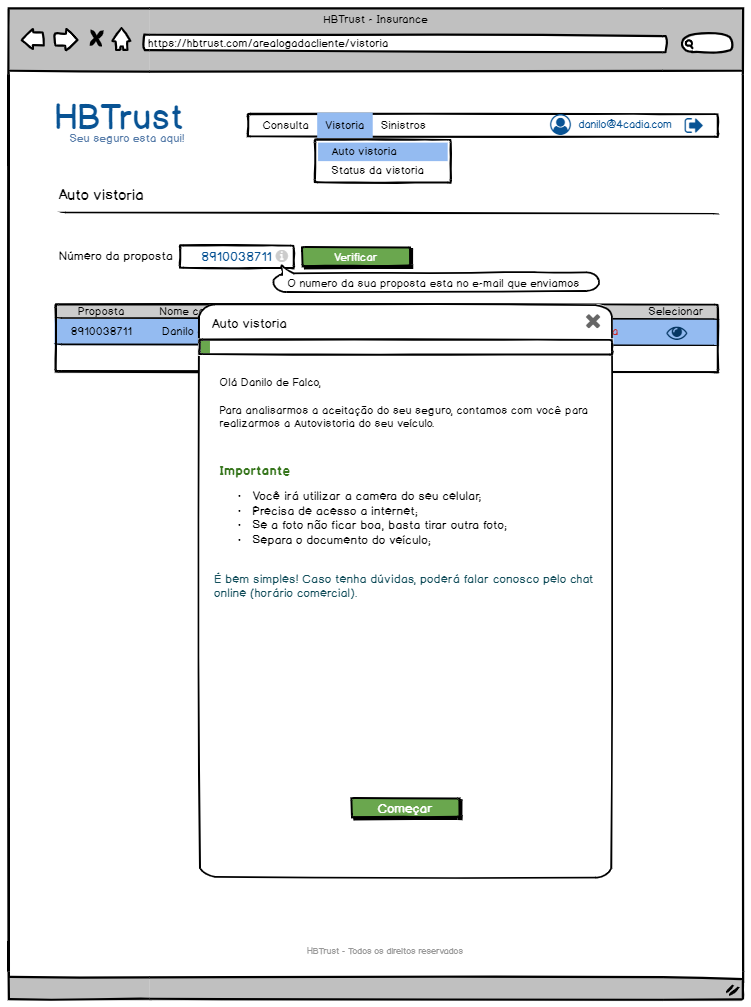 HBTrust - Insurance
https://hbtrust.com/arealogadacliente/vistoria
HBTrust
Seu seguro esta aqui!
Consulta Vistoria Sinistros danilo@4cadia.com
Auto vistoria
Status da vistoria
Auto vistoria
Número da proposta 8910038711 Verificar
O numero da sua proposta esta no e-mail que enviamos
Proposta Nome Selecionar
8910038711 Danilo
Auto vistoria
Olá Danilo de Falco,
Para analisarmos a aceitação do seu seguro, contamos com você para
realizarmos a Autovistoria do seu veículo.
Importante
• Você irá utilizar a camera do seu celular;
• Precisa de acesso a internet;
• Se a foto não ficar boa, basta tirar outra foto;
• Separa o documento do veículo;
É bem simples! Caso tenha dúvidas, poderá falar conosco pelo chat
online (horário comercial).
Começar
HBTrust - Todos os direitos reservados